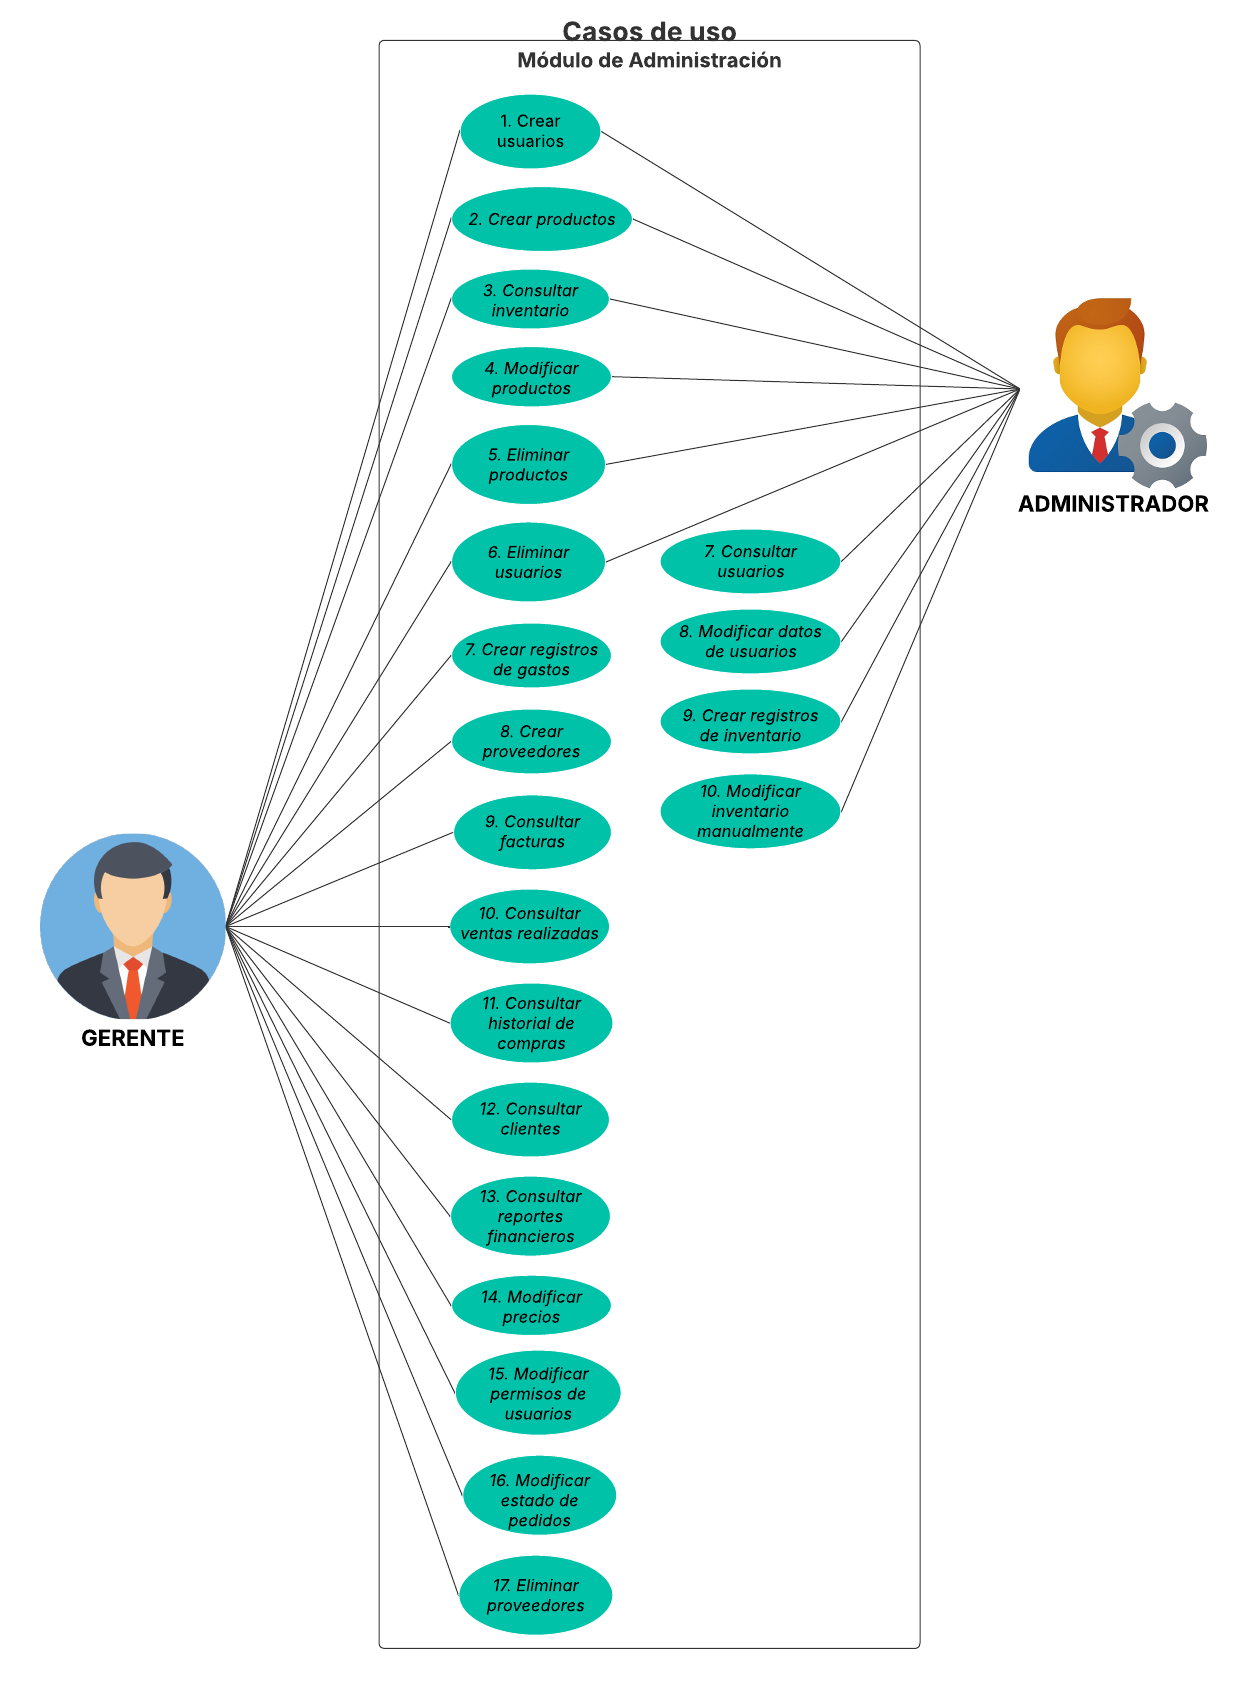 Casos de uso
Módulo de Administración
1. Crear
usuarios
2. Crear productos
3. Consultar
inventario
4. Modificar
productos
5. Eliminar
productos
6. Eliminar
usuarios
7. Crear registros
de gastos
8. Crear
proveedores
9. Consultar
facturas
10. Consultar
ventas realizadas
11. Consultar
historial de
compras
12. Consultar
clientes
13. Consultar
reportes
financieros
14. Modificar
precios
15. Modificar
permisos de
usuarios
16. Modificar
estado de
pedidos
17. Eliminar
proveedores
7. Consultar
usuarios
8. Modificar datos
de usuarios
9. Crear registros
de inventario
10. Modificar
inventario
manualmente
ADMINISTRADOR
GERENTE